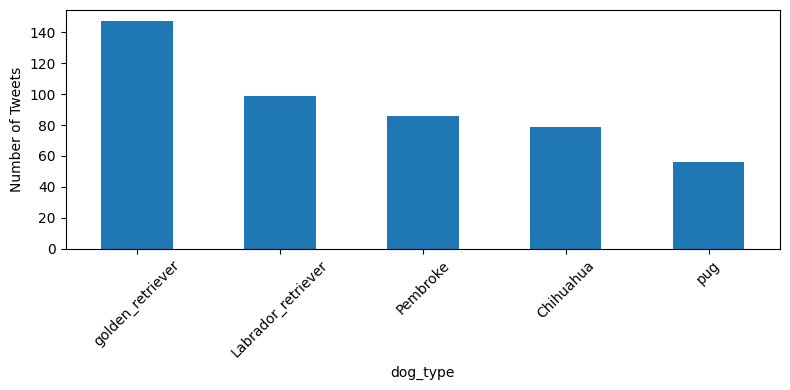 140
120
100
80
60
40
20
0
Number of Tweets
golden_retriever
Labrador_retriever
Pembroke
Chihuahua
pug
dog_type